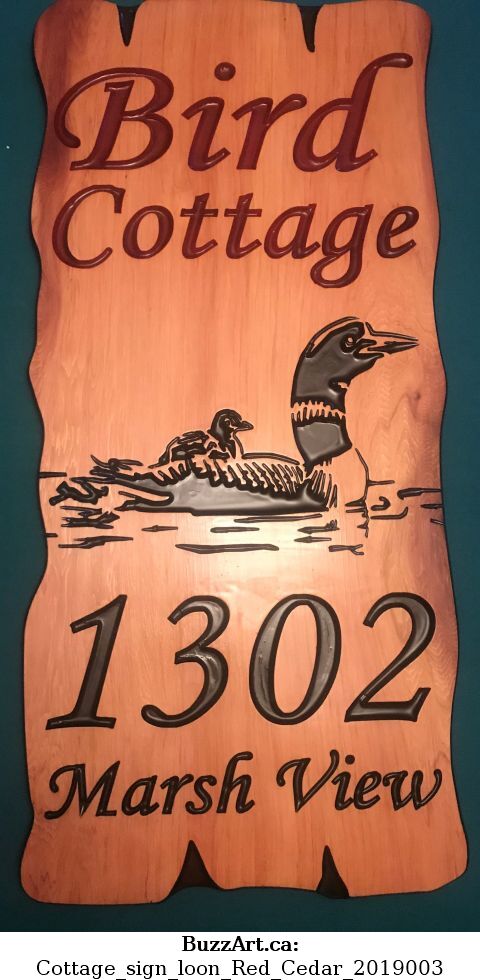 Bird
Cottage
1302
Marsh View
BuzzArt.ca:
Cottage_sign_loon_Red_Cedar_2019003